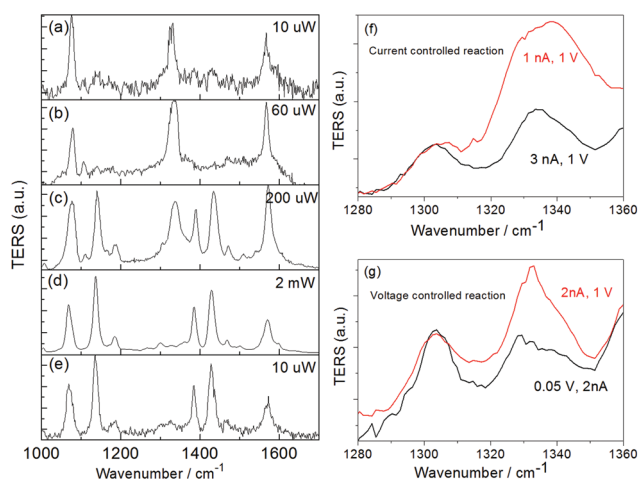 (a)
10 uW
(b)
60 uW
(c)
200 uW
(d)
2 mW
(e)
10 uW
TERS (a.u.)
1000 1200 1400 1600
Wavenumber / cm-1
(f)
Current controlled reaction
1 nA, 1 V
3 nA, 1 V
TERS (a.u.)
1280 1300 1320 1340 1360
Wavenumber / cm-1
(g)
Voltage controlled reaction
2nA, 1 V
0.05 V, 2nA
TERS (a.u.)
1280 1300 1320 1340 1360
Wavenumber / cm-1